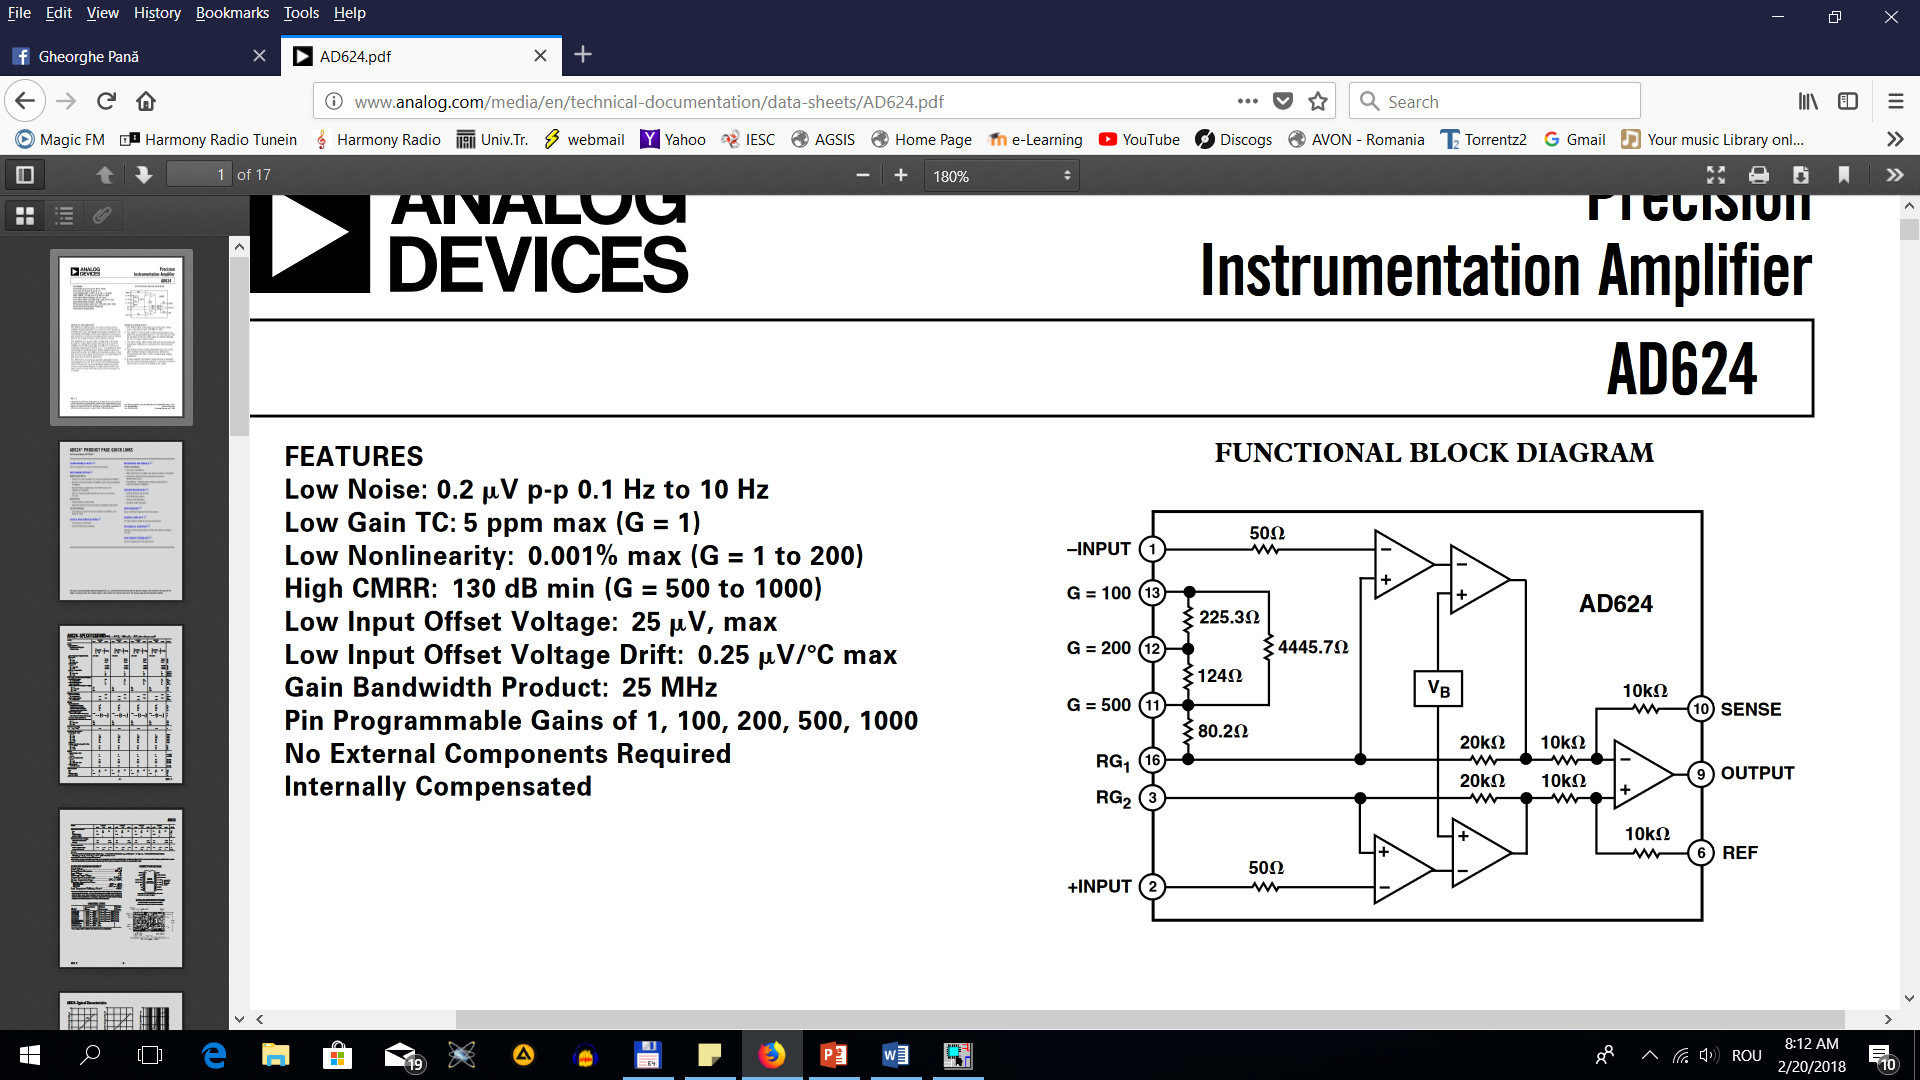 File Edit View History Bookmarks Tools Help
Gheorghe Pană
AD624.pdf
www.analog.com/media/en/technical-documentation/data-sheets/AD624.pdf
Search
Magic FM Harmony Radio Tunein Harmony Radio Univ.Tr. webmail Yahoo IESC AGSIS Home Page e-Learning YouTube Discogs AVON - Romania Torrentz2 Gmail Your music Library onl...
1 of 17
180%
ANALOG
DEVICES
Precision
Instrumentation Amplifier
AD624
FEATURES
Low Noise: 0.2 μV p-p 0.1 Hz to 10 Hz
Low Gain TC: 5 ppm max (G = 1)
Low Nonlinearity: 0.001% max (G = 1 to 200)
High CMRR: 130 dB min (G = 500 to 1000)
Low Input Offset Voltage: 25 μV, max
Low Input Offset Voltage Drift: 0.25 μV/°C max
Gain Bandwidth Product: 25 MHz
Pin Programmable Gains of 1, 100, 200, 500, 1000
No External Components Required
Internally Compensated
FUNCTIONAL BLOCK DIAGRAM
50Ω
–INPUT 1
AD624
G = 100 13
225.3Ω
G = 200 12
4445.7Ω
124Ω
VB
10kΩ
G = 500 11
10 SENSE
80.2Ω
20kΩ 10kΩ
RG1 16
9 OUTPUT
20kΩ 10kΩ
RG2 3
10kΩ
6 REF
50Ω
+INPUT 2
19
64
ROU
8:12 AM
2/20/2018
10